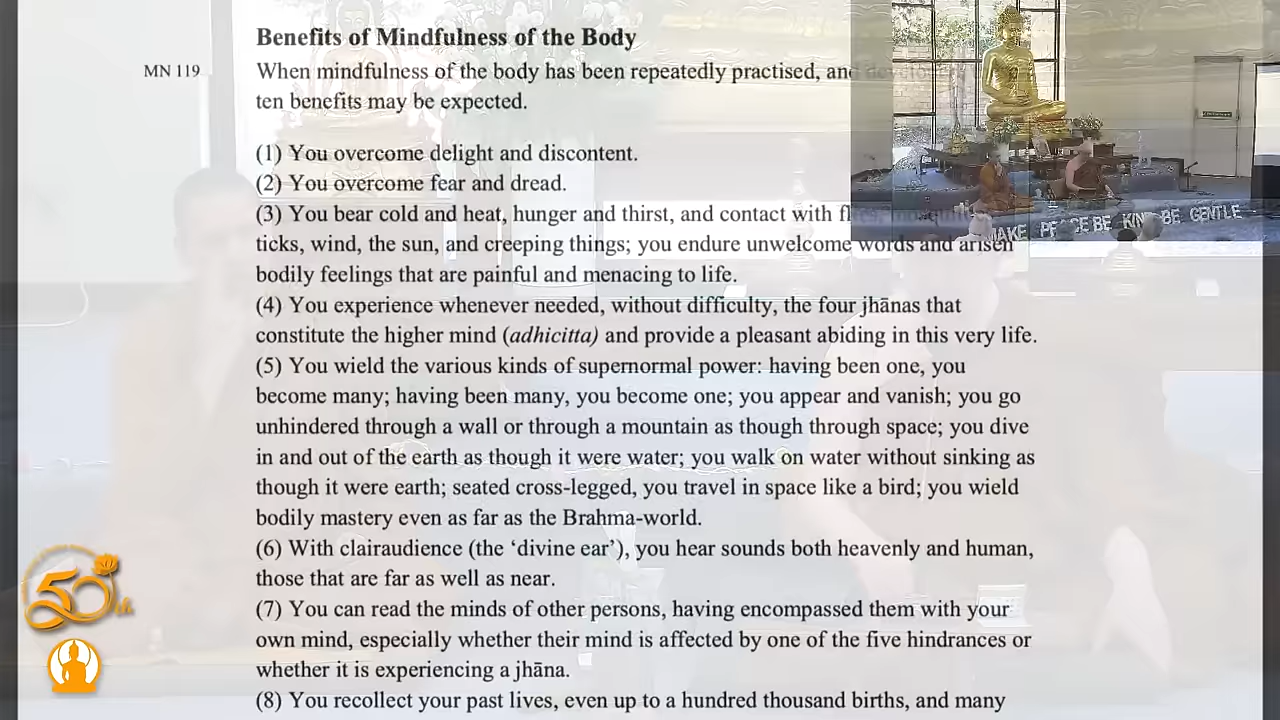 Benefits of Mindfulness of the Body
MN 119
When mindfulness of the body has been repeatedly practised, and developed
ten benefits may be expected.
(1) You overcome delight and discontent.
(2) You overcome fear and dread.
(3) You bear cold and heat, hunger and thirst, and contact with flies, mosquitoes
ticks, wind, the sun, and creeping things; you endure unwelcome words and arisen
bodily feelings that are painful and menacing to life.
(4) You experience whenever needed, without difficulty, the four jhānas that
constitute the higher mind (adhicitta) and provide a pleasant abiding in this very life.
(5) You wield the various kinds of supernormal power: having been one, you
become many; having been many, you become one; you appear and vanish; you go
unhindered through a wall or through a mountain as though through space; you dive
in and out of the earth as though it were water; you walk on water without sinking as
though it were earth; seated cross-legged, you travel in space like a bird; you wield
bodily mastery even as far as the Brahma-world.
(6) With clairaudience (the ‘divine ear’), you hear sounds both heavenly and human,
those that are far as well as near.
(7) You can read the minds of other persons, having encompassed them with your
own mind, especially whether their mind is affected by one of the five hindrances or
whether it is experiencing a jhāna.
(8) You recollect your past lives, even up to a hundred thousand births, and many
MAKE PEACE BE KIND BE GENTLE
50th